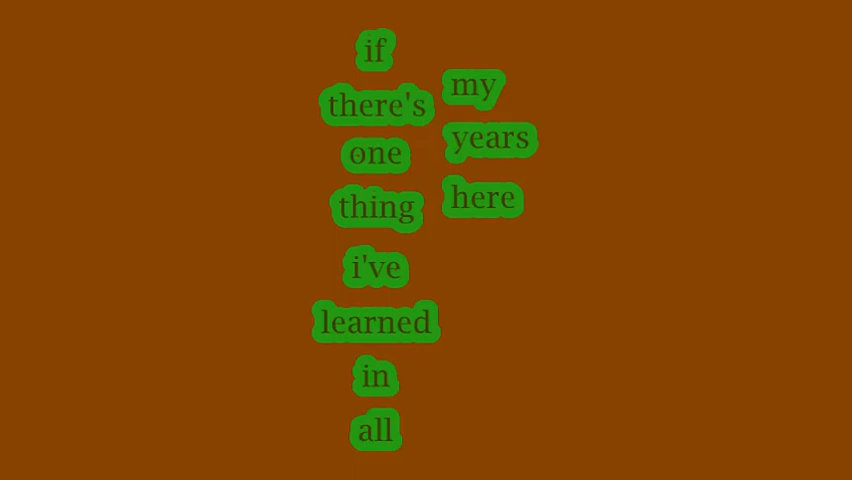 if
there's
one
thing
i've
learned
in
all
my
years
here